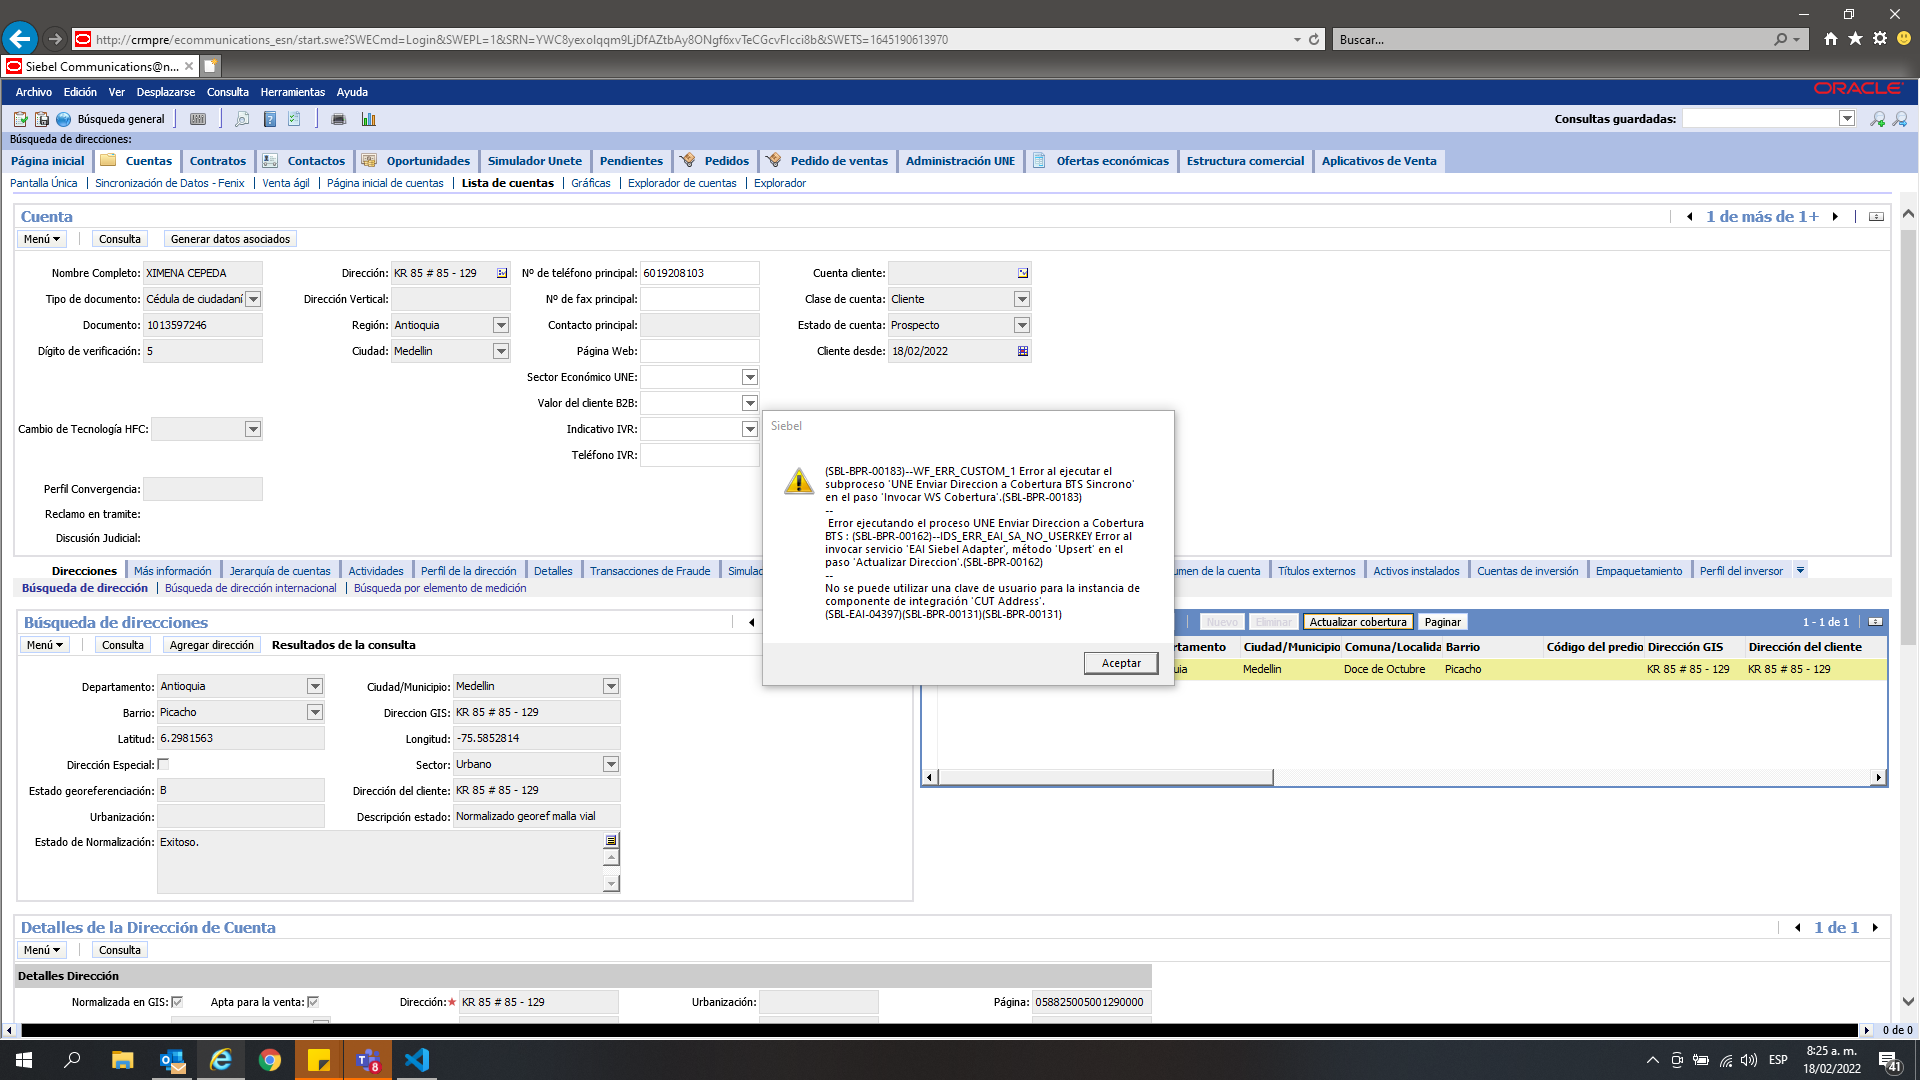 http://crmpre/ecommunications_esn/start.swe?SWECmd=Login&SWEPL=1&SRN=YWC8yexoIqqm9LjDfAZtbAy8ONgf6xvTeCGcvFIcci8b&SWETS=1645190613970
Buscar...
Siebel Communications@n...
Archivo Edición Ver Desplazarse Consulta Herramientas Ayuda
ORACLE
Búsqueda general
Consultas guardadas:
Búsqueda de direcciones:
Página inicial Cuentas Contratos Contactos Oportunidades Simulador Unete Pendientes Pedidos Pedido de ventas Administración UNE Ofertas económicas Estructura comercial Aplicativos de Venta
Pantalla Única Sincronización de Datos - Fenix Venta ágil Página inicial de cuentas Lista de cuentas Gráficas Explorador de cuentas Explorador
Cuenta
1 de más de 1+
Menú Consulta Generar datos asociados
Nombre Completo: XIMENA CEPEDA Dirección: KR 85 # 85 - 129 Nº de teléfono principal: 6019208103 Cuenta cliente:
Tipo de documento: Cédula de ciudadaní Dirección Vertical: Nº de fax principal: Clase de cuenta: Cliente
Documento: 1013597246 Región: Antioquia Contacto principal: Estado de cuenta: Prospecto
Dígito de verificación: 5 Ciudad: Medellin Página Web: Cliente desde: 18/02/2022
Sector Económico UNE:
Valor del cliente B2B:
Cambio de Tecnología HFC: Indicativo IVR:
Teléfono IVR:
Perfil Convergencia:
Reclamo en tramite:
Discusión Judicial:
Siebel
(SBL-BPR-00183)--WF_ERR_CUSTOM_1 Error al ejecutar el
subproceso 'UNE Enviar Direccion a Cobertura BTS Sincrono'
en el paso 'Invocar WS Cobertura'.(SBL-BPR-00183)
--
Error ejecutando el proceso UNE Enviar Direccion a Cobertura
BTS : (SBL-BPR-00162)--IDS_ERR_EAI_SA_NO_USERKEY Error al
invocar servicio 'EAI Siebel Adapter', método 'Upsert' en el
paso 'Actualizar Direccion'.(SBL-BPR-00162)
--
No se puede utilizar una clave de usuario para la instancia de
componente de integración 'CUT Address'.
(SBL-EAI-04397)(SBL-BPR-00131)(SBL-BPR-00131)
Aceptar
Direcciones Más información Jerarquía de cuentas Actividades Perfil de la dirección Detalles Transacciones de Fraude Simulac umen de la cuenta Títulos externos Activos instalados Cuentas de inversión Empaquetamiento Perfil del inversor
Búsqueda de dirección Búsqueda de dirección internacional Búsqueda por elemento de medición
Búsqueda de direcciones
Menú Consulta Agregar dirección Resultados de la consulta
Departamento: Antioquia Ciudad/Municipio: Medellin
Barrio: Picacho Direccion GIS: KR 85 # 85 - 129
Latitud: 6.2981563 Longitud: -75.5852814
Dirección Especial: Sector: Urbano
Estado georeferenciación: B Dirección del cliente: KR 85 # 85 - 129
Urbanización: Descripción estado: Normalizado georef malla vial
Estado de Normalización: Exitoso.
Nuevo Eliminar Actualizar cobertura Paginar 1 - 1 de 1
rtamento Ciudad/Municipio Comuna/Localida Barrio Código del predio Dirección GIS Dirección del cliente
uia Medellin Doce de Octubre Picacho KR 85 # 85 - 129 KR 85 # 85 - 129
Detalles de la Dirección de Cuenta
1 de 1
Menú Consulta
Detalles Dirección
Normalizada en GIS: Apta para la venta: Dirección:* KR 85 # 85 - 129 Urbanización: Página: 058825005001290000
0 de 0
8
ESP
8:25 a. m.
18/02/2022
41